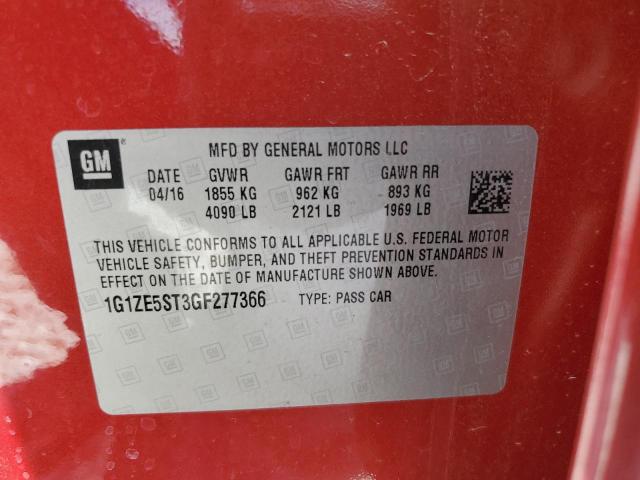 GM
MFD BY GENERAL MOTORS LLC
DATE GVWR GAWR FRT GAWR RR
04/16 1855 KG 962 KG 893 KG
4090 LB 2121 LB 1969 LB
THIS VEHICLE CONFORMS TO ALL APPLICABLE U.S. FEDERAL MOTOR
VEHICLE SAFETY, BUMPER, AND THEFT PREVENTION STANDARDS IN
EFFECT ON THE DATE OF MANUFACTURE SHOWN ABOVE.
1G1ZE5ST3GF277366 TYPE: PASS CAR